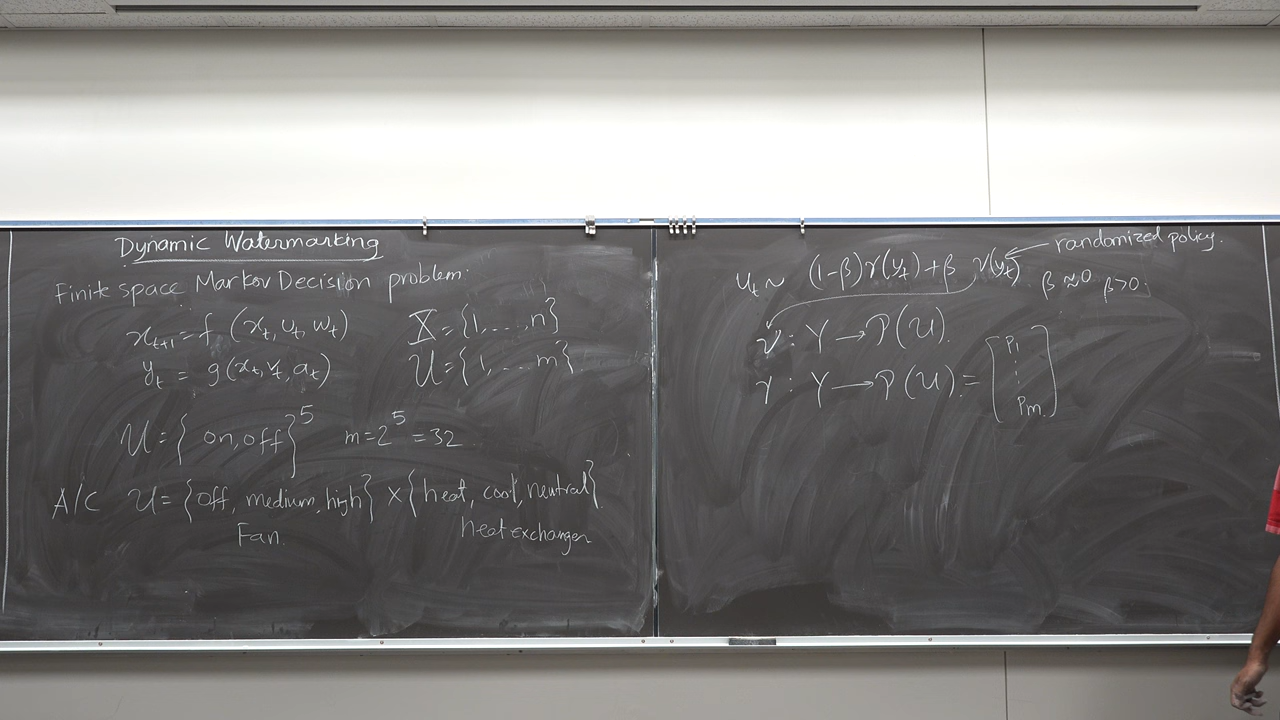 Dynamic Watermarking
Finite space Markov Decision problem.
x_{t+1} = f (x_t, u_t, w_t) X = {1, ..., n}
y_t = g(x_t, v_t, a_t) U = {1, ... m}
U = {on, off}^5 m = 2^5 = 32
A/C U = {off, medium, high} × {heat, cool, neutral}
Fan. heat exchanger
u_t ~ (1-β) γ(y_t) + β ν(y_t) ← randomized policy.
β ≈ 0 β > 0.
ν : Y → P(U).
γ : Y → P(U) = [p_1 ⋮ p_m]